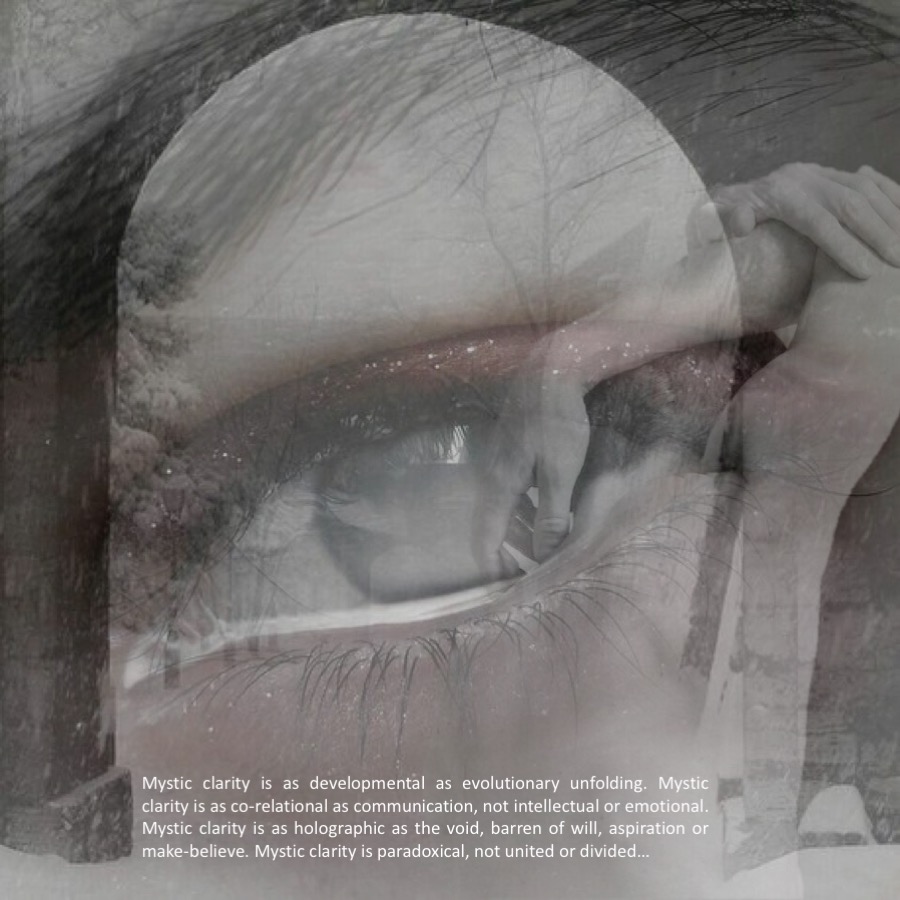 Mystic clarity is as developmental as evolutionary unfolding. Mystic
clarity is as co-relational as communication, not intellectual or emotional.
Mystic clarity is as holographic as the void, barren of will, aspiration or
make-believe. Mystic clarity is paradoxical, not united or divided…